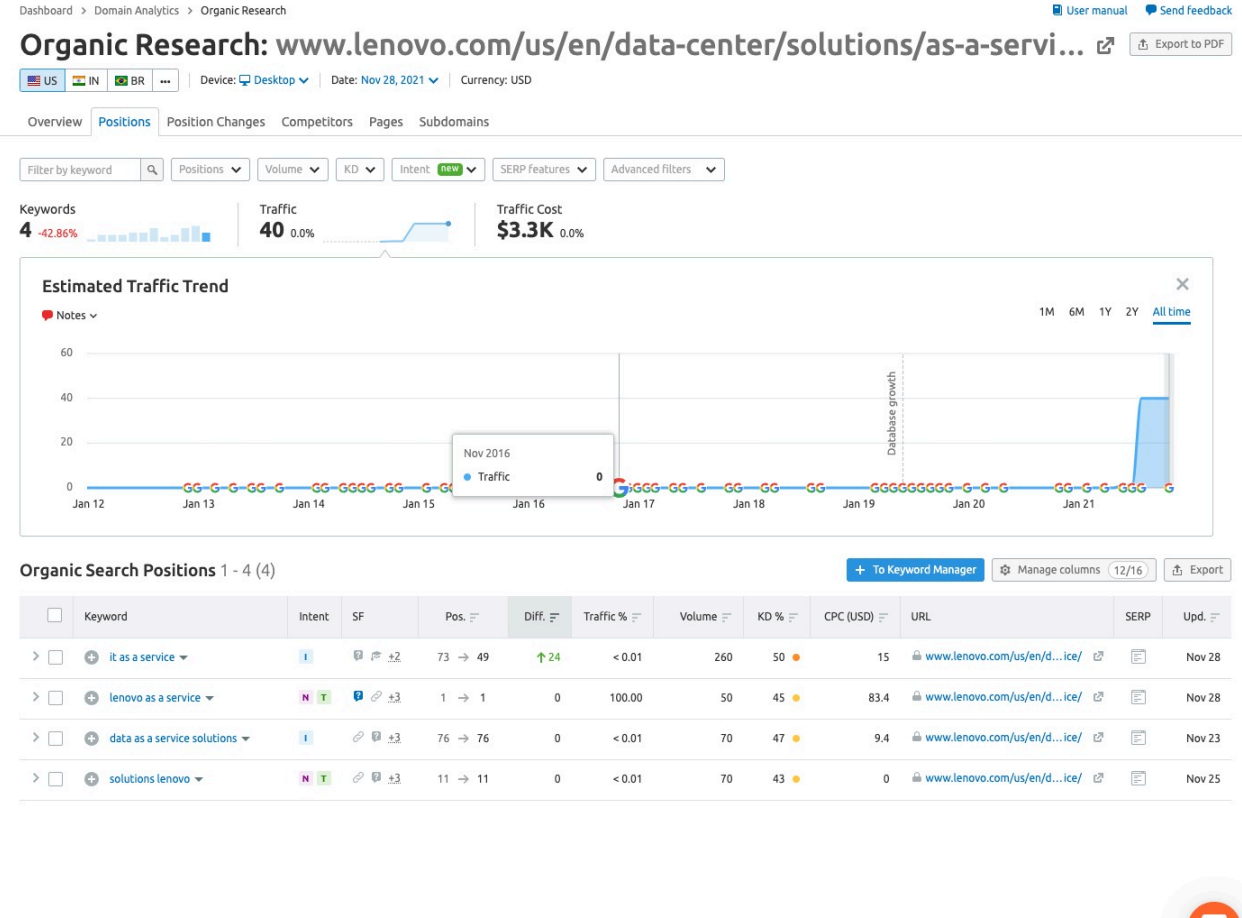 Dashboard > Domain Analytics > Organic Research
User manual Send feedback
Organic Research: www.lenovo.com/us/en/data-center/solutions/as-a-servi...
Export to PDF
US IN BR ... Device: Desktop Date: Nov 28, 2021 Currency: USD
Overview Positions Position Changes Competitors Pages Subdomains
Filter by keyword Positions Volume KD Intent new SERP features Advanced filters
Keywords Traffic Traffic Cost
4 -42.86% 40 0.0% $3.3K 0.0%
Estimated Traffic Trend
Notes
1M 6M 1Y 2Y All time
60
40
20
0
Database growth
Nov 2016
Traffic 0
Jan 12 Jan 13 Jan 14 Jan 15 Jan 16 Jan 17 Jan 18 Jan 19 Jan 20 Jan 21
Organic Search Positions 1 - 4 (4)
+ To Keyword Manager Manage columns 12/16 Export
Keyword Intent SF Pos. Diff. Traffic % Volume KD % CPC (USD) URL SERP Upd.
it as a service I +2 73 → 49 ↑ 24 < 0.01 260 50 15 www.lenovo.com/us/en/d...ice/ Nov 28
lenovo as a service N T +3 1 → 1 0 100.00 50 45 83.4 www.lenovo.com/us/en/d...ice/ Nov 28
data as a service solutions I +3 76 → 76 0 < 0.01 70 47 9.4 www.lenovo.com/us/en/d...ice/ Nov 23
solutions lenovo N T +3 11 → 11 0 < 0.01 70 43 0 www.lenovo.com/us/en/d...ice/ Nov 25